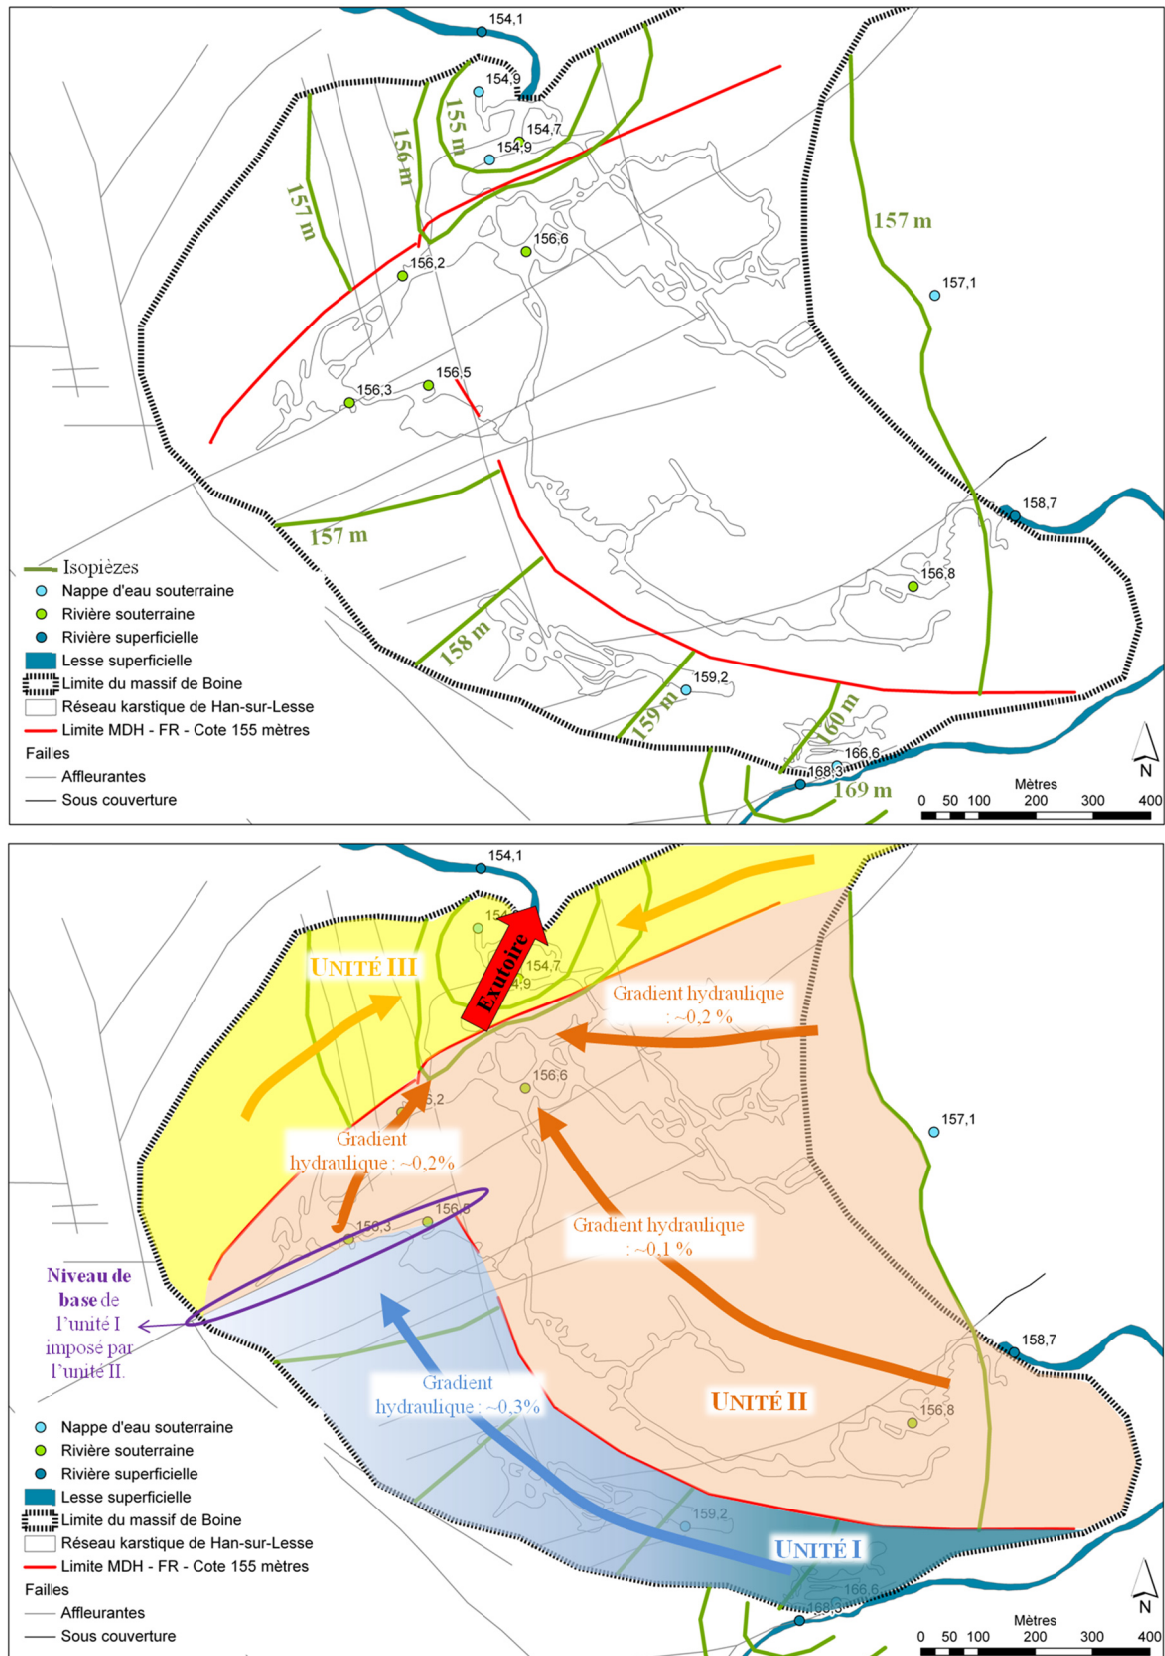 154,1
154,9
155 m
154,7
156 m
154,9
157 m
157 m
156,6
156,2
157,1
156,5
156,3
158,7
157 m
156,8
158 m
159,2
159 m
160 m
166,6
168,3
169 m
Isopièzes
Nappe d'eau souterraine
Rivière souterraine
Rivière superficielle
Lesse superficielle
Limite du massif de Boine
Réseau karstique de Han-sur-Lesse
Limite MDH - FR - Cote 155 mètres
Failles
Affleurantes
Sous couverture
N
Mètres
0 50 100 200 300 400
154,1
UNITÉ III
Exutoire
154,7
Gradient hydraulique
: ~0,2 %
156,6
157,1
Gradient
hydraulique : ~0,2%
156,3
Gradient hydraulique
: ~0,1 %
Niveau de
base de
l'unité I
imposé par
l'unité II.
158,7
Gradient
hydraulique : ~0,3%
UNITÉ II
156,8
159,2
UNITÉ I
166,6
168,3
Nappe d'eau souterraine
Rivière souterraine
Rivière superficielle
Lesse superficielle
Limite du massif de Boine
Réseau karstique de Han-sur-Lesse
Limite MDH - FR - Cote 155 mètres
Failles
Affleurantes
Sous couverture
N
Mètres
0 50 100 200 300 400